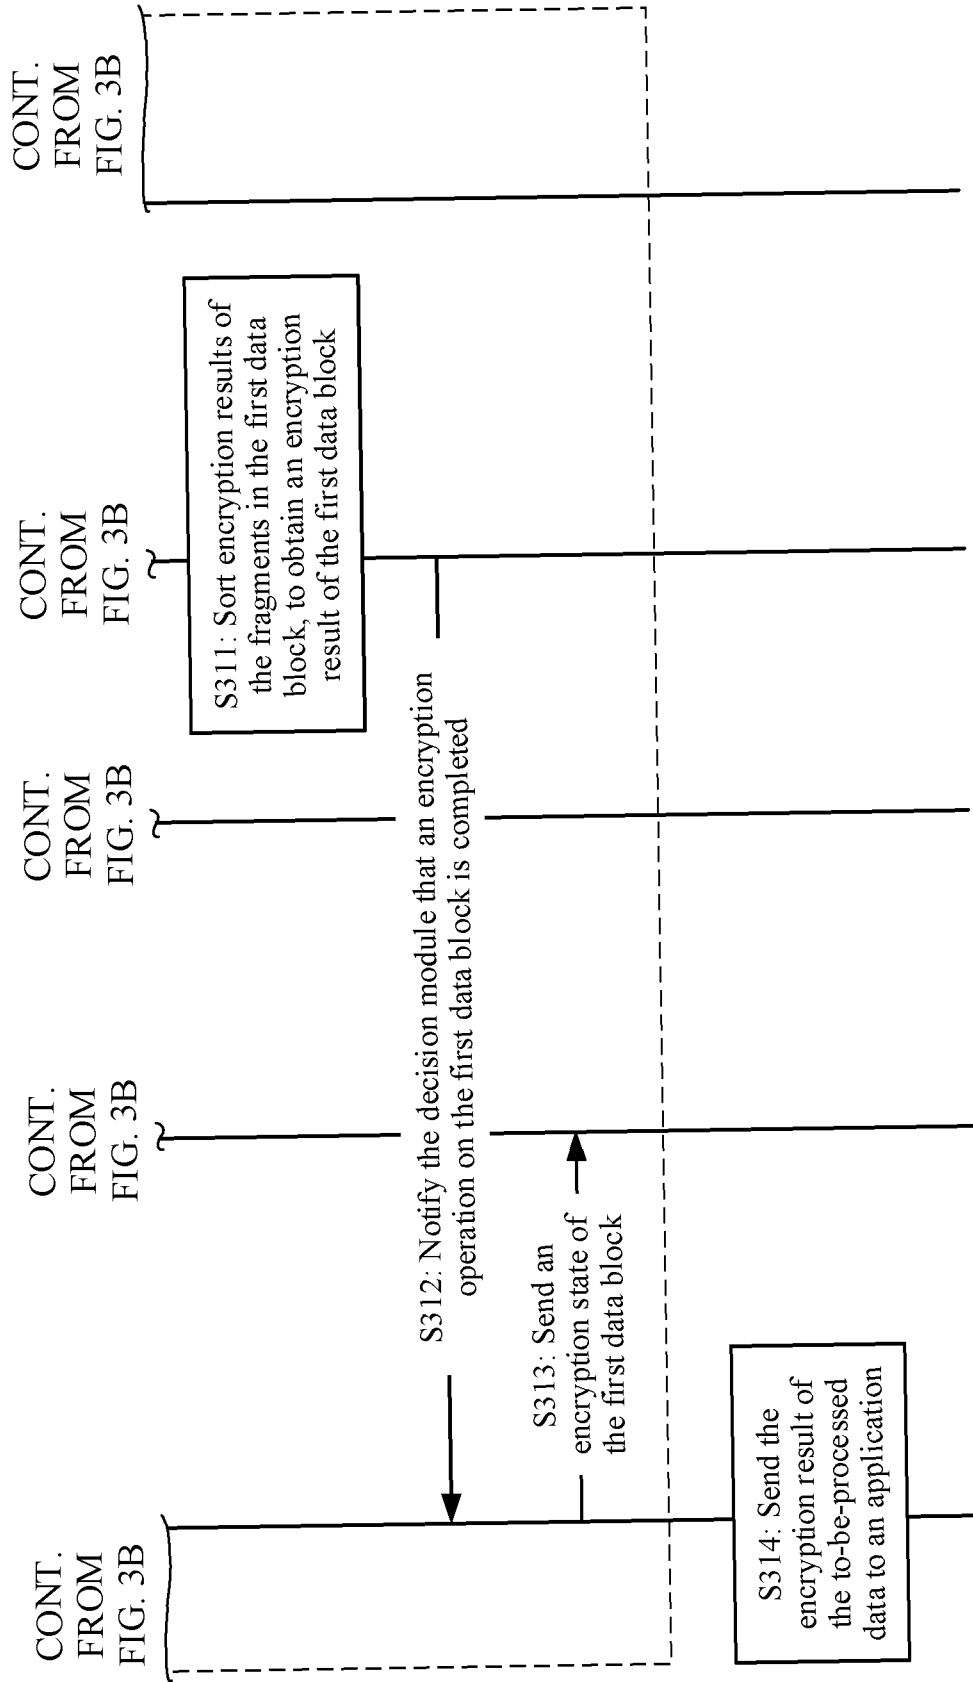 CONT.
FROM
FIG. 3B
CONT.
FROM
FIG. 3B
CONT.
FROM
FIG. 3B
CONT.
FROM
FIG. 3B
CONT.
FROM
FIG. 3B
S311: Sort encryption results of
the fragments in the first data
block, to obtain an encryption
result of the first data block
S312: Notify the decision module that an encryption
operation on the first data block is completed
S313: Send an
encryption state of
the first data block
S314: Send the
encryption result of
the to-be-processed
data to an application